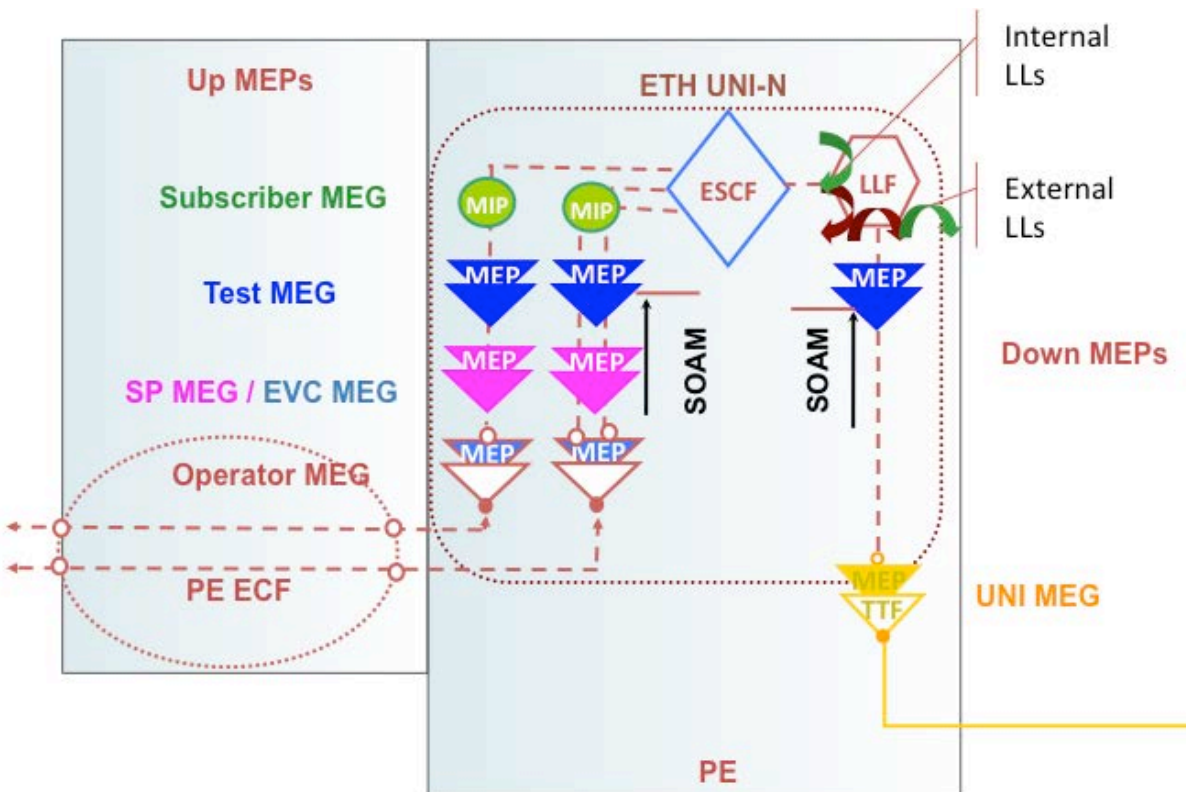 Internal
LLs
Up MEPs
ETH UNI-N
Subscriber MEG
MIP
MIP
ESCF
LLF
External
LLs
Test MEG
MEP
MEP
MEP
SOAM
SOAM
Down MEPs
SP MEG / EVC MEG
MEP
MEP
MEP
MEP
Operator MEG
PE ECF
MEP
TTF
UNI MEG
PE